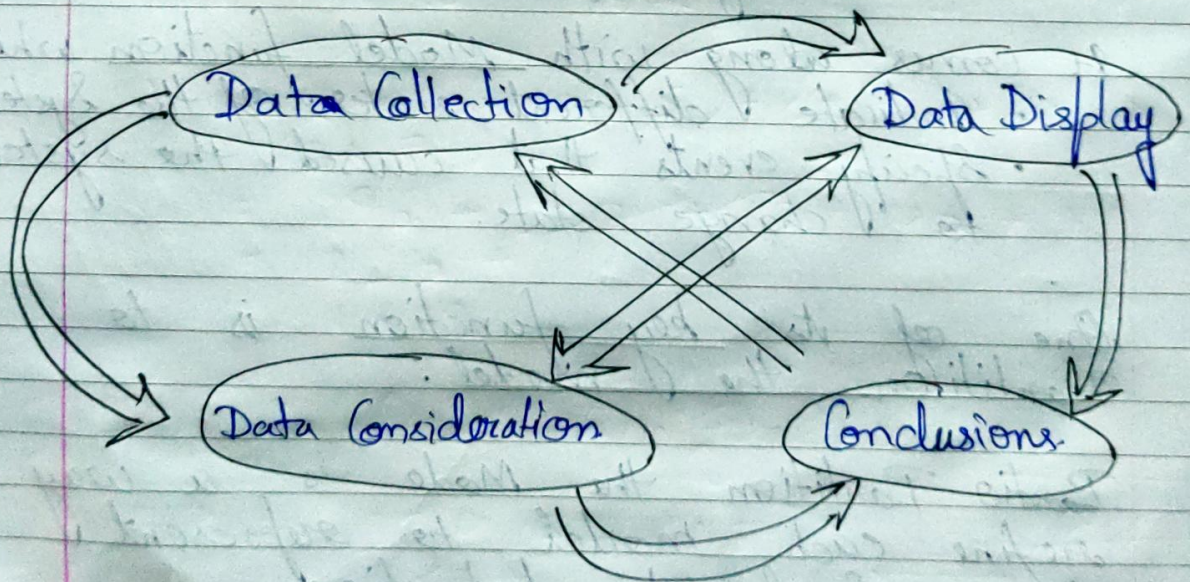 Data Collection
Data Display
Data Consideration
Conclusions.